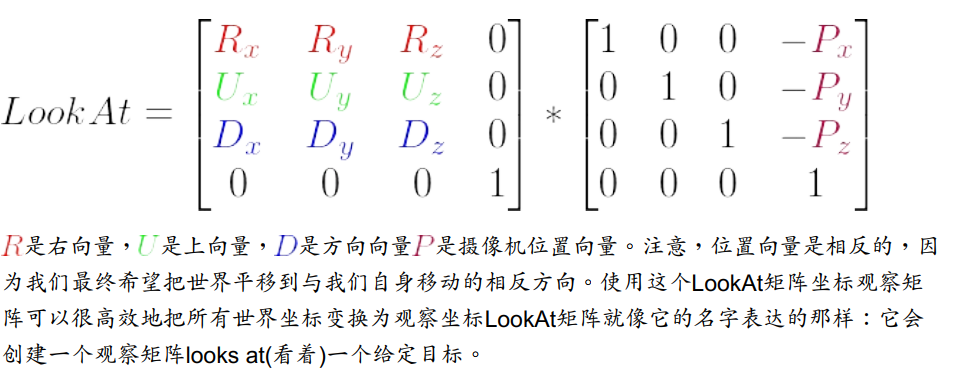 LookAt = [R_x R_y R_z 0] * [1 0 0 −P_x]
[U_x U_y U_z 0] [0 1 0 −P_y]
[D_x D_y D_z 0] [0 0 1 −P_z]
[0 0 0 1] [0 0 0 1]
R是右向量，U是上向量，D是方向向量P是摄像机位置向量。注意，位置向量是相反的，因
为我们最终希望把世界平移到与我们自身移动的相反方向。使用这个LookAt矩阵坐标观察矩
阵可以很高效地把所有世界坐标变换为观察坐标LookAt矩阵就像它的名字表达的那样：它会
创建一个观察矩阵looks at(看着)一个给定目标。